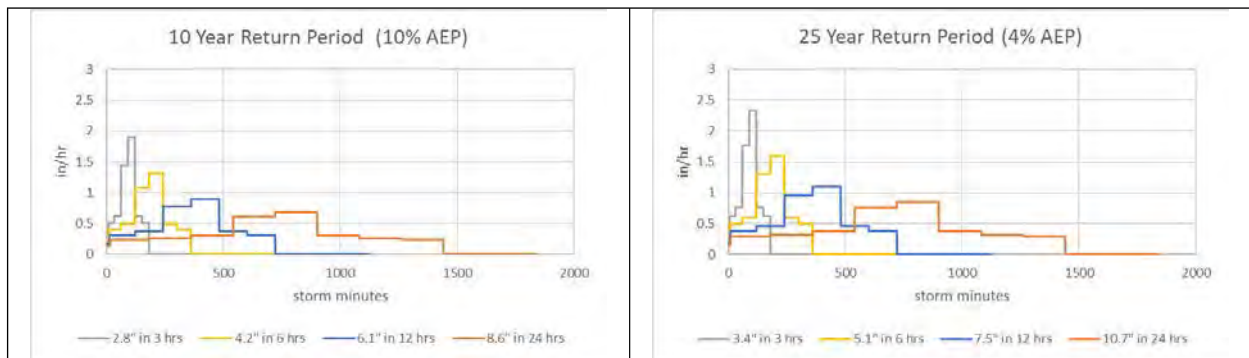 10 Year Return Period (10% AEP)
3
2.5
2
1.5
1
0.5
0
in/hr
0 500 1000 1500 2000
storm minutes
2.8" in 3 hrs 4.2" in 6 hrs 6.1" in 12 hrs 8.6" in 24 hrs
25 Year Return Period (4% AEP)
3
2.5
2
1.5
1
0.5
0
in/hr
0 500 1000 1500 2000
storm minutes
3.4" in 3 hrs 5.1" in 6 hrs 7.5" in 12 hrs 10.7" in 24 hrs